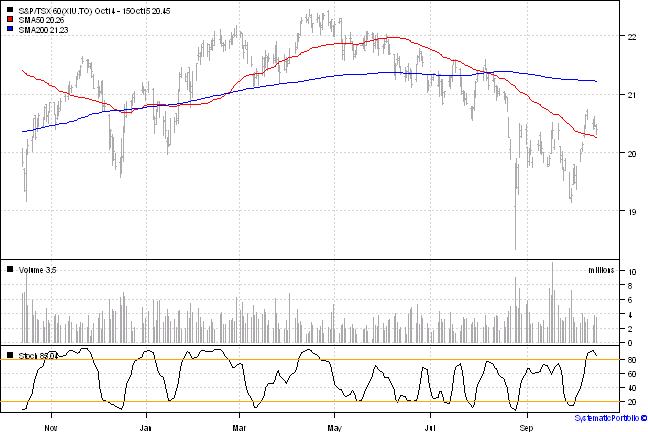 S&P/TSX 60(XIU.TO) Oct14 - 15Oct15 20.45
SMA50 20.26
SMA200 21.23
22
21
20
19
Volume 3.5
millions
10
8
6
4
2
0
Stoch
80
60
40
20
Nov
Jan
Mar
May
Jul
Sep
SystematicPortfolio ©